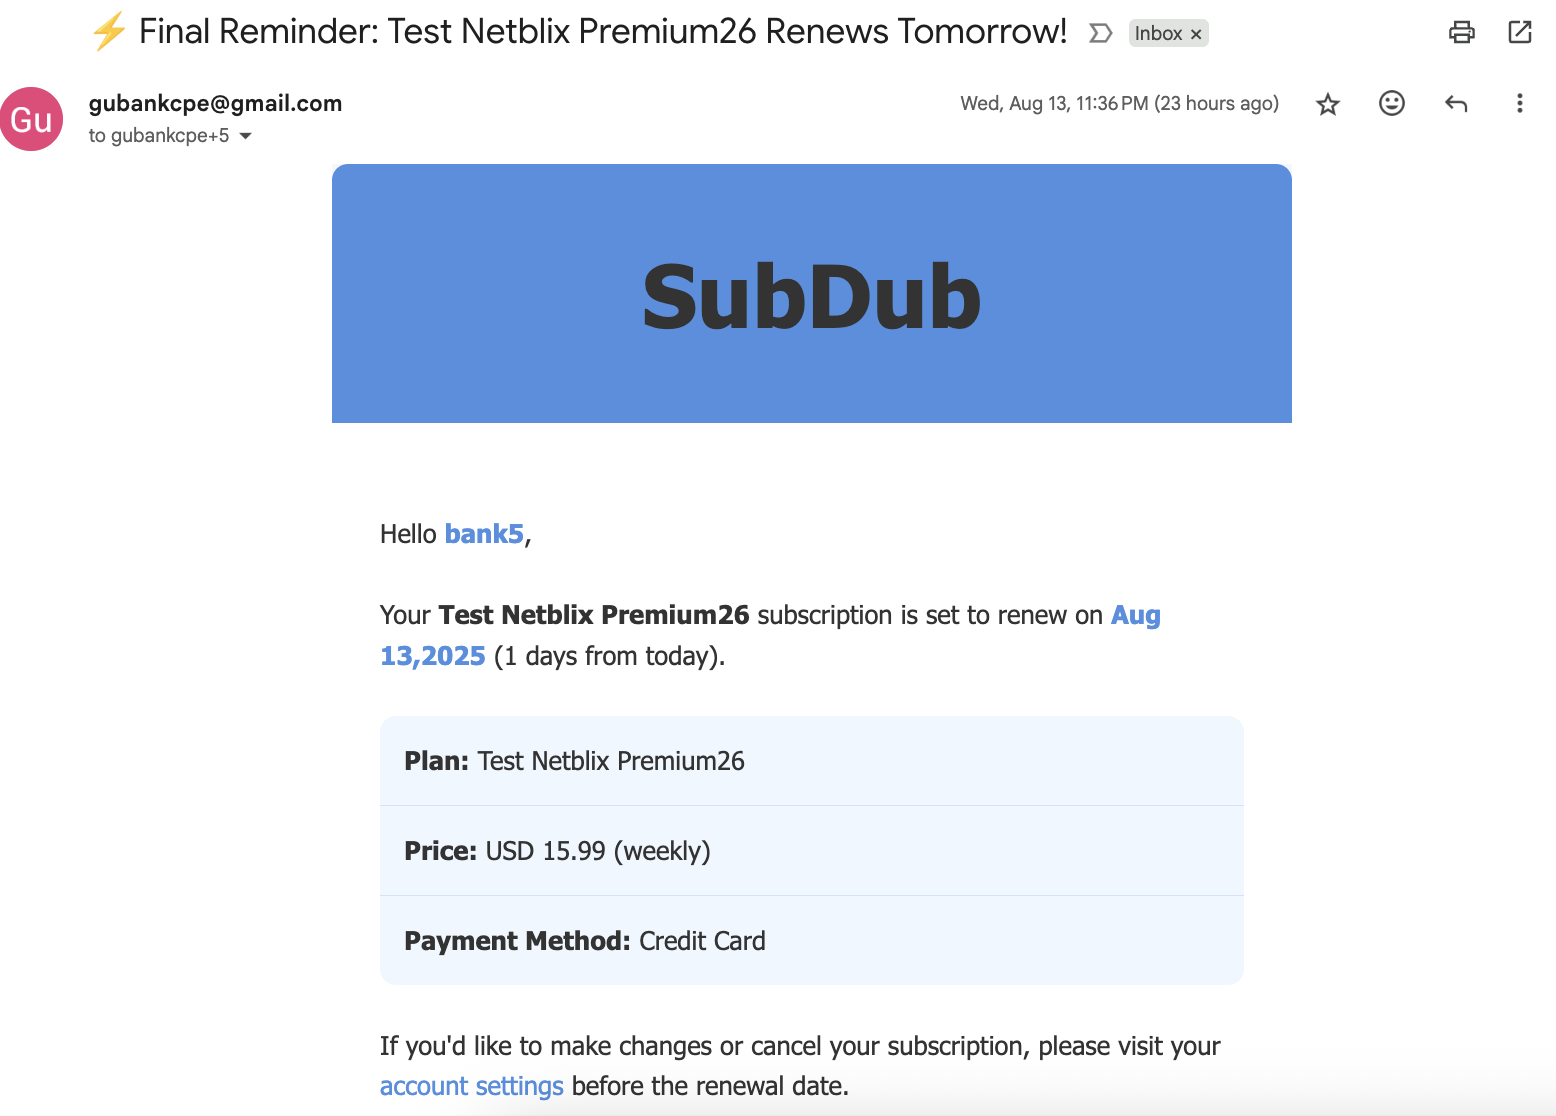 ⚡ Final Reminder: Test Netblix Premium26 Renews Tomorrow! Inbox ×
Gu
gubankcpe@gmail.com
Wed, Aug 13, 11:36 PM (23 hours ago)
to gubankcpe+5
SubDub
Hello bank5,
Your Test Netblix Premium26 subscription is set to renew on Aug
13,2025 (1 days from today).
Plan: Test Netblix Premium26
Price: USD 15.99 (weekly)
Payment Method: Credit Card
If you'd like to make changes or cancel your subscription, please visit your
account settings before the renewal date.